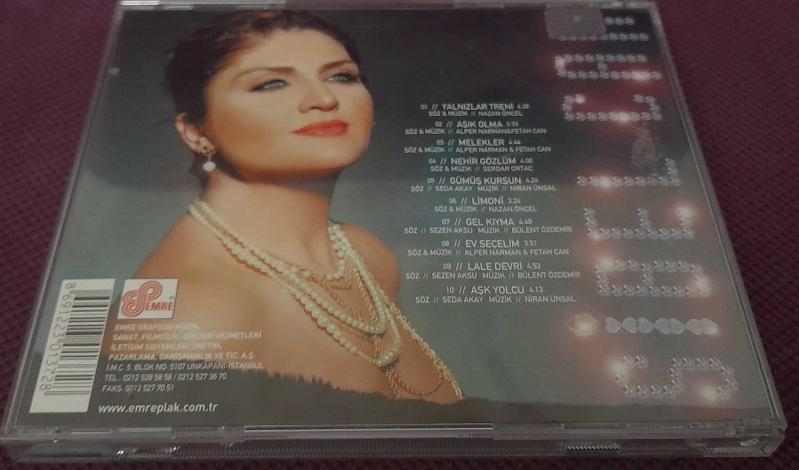 01 // YALNIZLAR TRENİ 4.28
SÖZ & MÜZİK // NAZAN ÖNCEL
02 // AŞIK OLMA 3:33
SÖZ & MÜZİK // ALPER NARMAN&FETAH CAN
03 // MELEKLER 4:44
SÖZ & MÜZİK // ALPER NARMAN & FETAH CAN
04 // NEHİR GÖZLÜM 4:00
SÖZ & MÜZİK // SERDAR ORTAÇ
05 // GÜMÜŞ KURŞUN 4:24
SÖZ // SEDA AKAY MÜZİK // NİRAN ÜNSAL
06 // LİMONİ 3:24
SÖZ & MÜZİK // NAZAN ÖNCEL
07 // GEL KIYMA 4:49
SÖZ // SEZEN AKSU MÜZİK // BÜLENT ÖZDEMİR
08 // EV SEÇELİM 3:51
SÖZ & MÜZİK // ALPER NARMAN & FETAH CAN
09 // LALE DEVRİ 4:53
SÖZ // SEZEN AKSU MÜZİK // BÜLENT ÖZDEMİR
10 // AŞK YOLCU 4:13
SÖZ // SEDA AKAY MÜZİK // NİRAN ÜNSAL
EMRE
EMRE GRAFSON MÜZİK,
SANAT, FİLMCİLİK, GÖSTERİ HİZMETLERİ
İLETİŞİM SİSTEMLERİ ÜRETİM,
PAZARLAMA, DANIŞMANLIK VE TİC. A.Ş.
İ.M.Ç. 5. BLOK NO: 5107 UNKAPANI-İSTANBUL
TEL: 0212 528 58 58 / 0212 527 36 70
FAKS: 0212 527 70 51
www.emreplak.com.tr
8 691223 013728